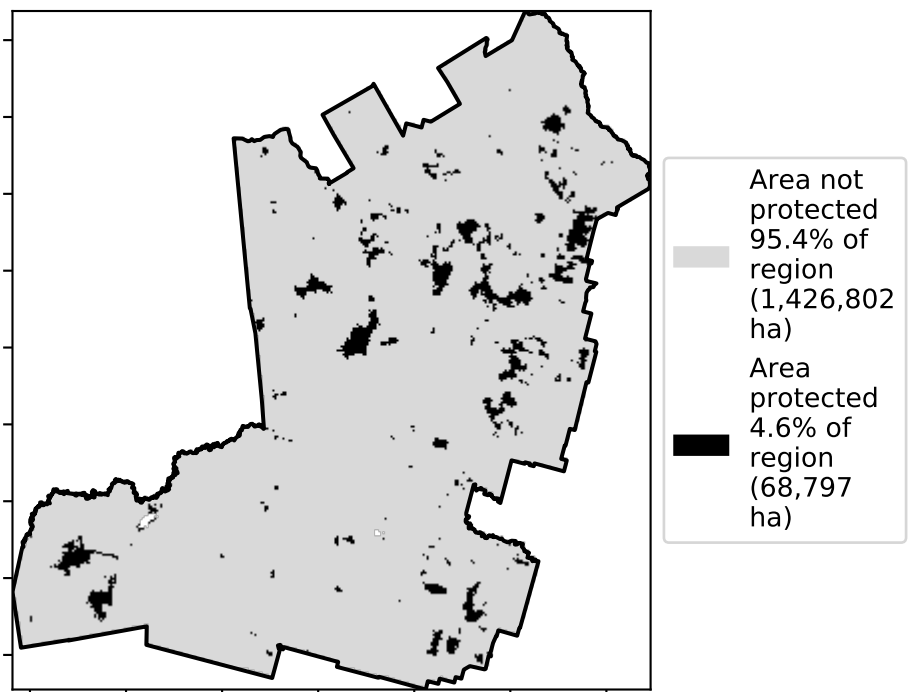 Area not
protected
95.4% of
region
(1,426,802
ha)
Area
protected
4.6% of
region
(68,797
ha)